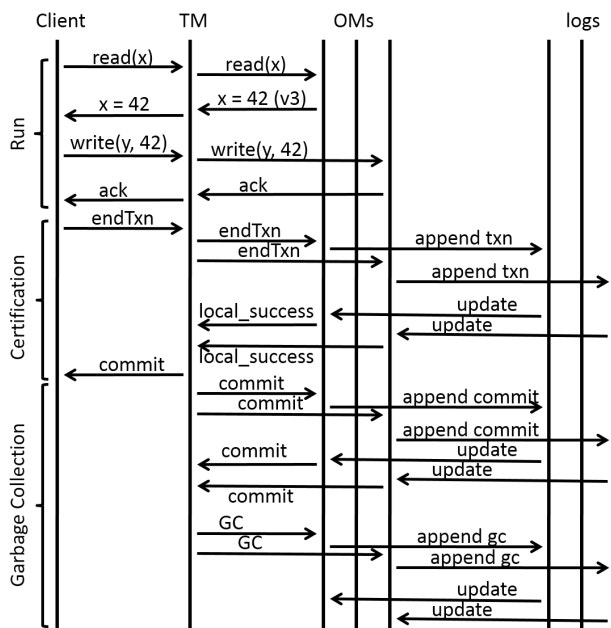 Client TM OMs logs
read(x)
read(x)
x = 42 (v3)
x = 42
write(y, 42)
write(y, 42)
ack
ack
Run
endTxn
endTxn
append txn
endTxn
append txn
update
local_success
update
local_success
commit
Certification
commit
append commit
commit
append commit
commit
update
update
commit
GC
append gc
GC
append gc
update
update
Garbage Collection